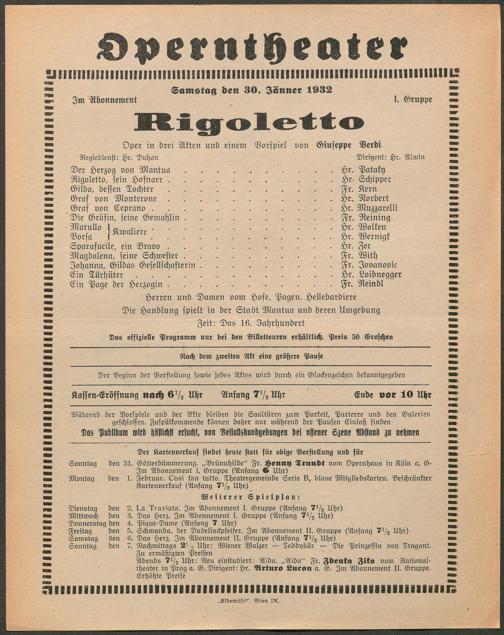 Operntheater
Samstag den 30. Jänner 1932
Im Abonnement I. Gruppe
Rigoletto
Oper in drei Akten und einem Vorspiel von Giuseppe Verdi
Regiedienst: Hr. Duhan Dirigent: Hr. Alwin
Der Herzog von Mantua Hr. Pataky
Rigoletto, sein Hofnarr Hr. Schipper
Gilda, dessen Tochter Fr. Kern
Graf von Monterone Hr. Norbert
Graf von Ceprano Hr. Muzzarelli
Die Gräfin, seine Gemahlin Fr. Reining
Marullo } Kavaliere Hr. Wolken
Borsa Hr. Wernigk
Sparafucile, ein Bravo Hr. Zec
Magdalena, seine Schwester Fr. With
Johanna, Gildas Gesellschafterin Fr. Jovanovic
Ein Türhüter Hr. Loibnegger
Ein Page der Herzogin Fr. Reindl
Herren und Damen vom Hofe. Pagen. Hellebardiere
Die Handlung spielt in der Stadt Mantua und deren Umgebung
Zeit: Das 16. Jahrhundert
Das offizielle Programm nur bei den Billetteuren erhältlich. Preis 50 Groschen
Nach dem zweiten Akt eine größere Pause
Der Beginn der Vorstellung sowie jedes Aktes wird durch ein Glockenzeichen bekanntgegeben
Kassen-Eröffnung nach 6½ Uhr Anfang 7½ Uhr Ende vor 10 Uhr
Während der Vorspiele und der Akte bleiben die Saaltüren zum Parkett, Parterre und den Galerien
geschlossen. Zuspätkommende können daher nur während der Pausen Einlaß finden
Das Publikum wird höflichst ersucht, von Beifallskundgebungen bei offener Szene Abstand zu nehmen
Der Kartenverkauf findet heute statt für obige Vorstellung und für
Sonntag den 31. Götterdämmerung. „Brünnhilde“ Fr. Henny Trundt vom Opernhaus in Köln a. G.
Im Abonnement I. Gruppe (Anfang 6 Uhr)
Montag den 1. Februar. Cosi fan tutte. Theatergemeinde Serie B, blaue Mitgliedskarten. Beschränkter
Kartenverkauf (Anfang 7½ Uhr)
Weiterer Spielplan:
Dienstag den 2. La Traviata. Im Abonnement I. Gruppe (Anfang 7½ Uhr)
Mittwoch den 3. Das Herz. Im Abonnement I. Gruppe (Anfang 7½ Uhr)
Donnerstag den 4. Pique-Dame (Anfang 7 Uhr)
Freitag den 5. Schwanda, der Dudelsackpfeifer. Im Abonnement II. Gruppe (Anfang 7½ Uhr)
Samstag den 6. Das Herz. Im Abonnement II. Gruppe (Anfang 7½ Uhr)
Sonntag den 7. Nachmittags 2½ Uhr: Wiener Walzer — Teddybär — Die Prinzessin von Tragant.
Zu ermäßigten Preisen
Abends 7½ Uhr: Neu einstudiert: Aida. „Aida“ Fr. Zdenka Zika vom National-
theater in Prag a. G. Dirigent: Hr. Arturo Lucon a. G. Im Abonnement II. Gruppe.
Erhöhte Preise
„Elbemühl“, Wien IX.